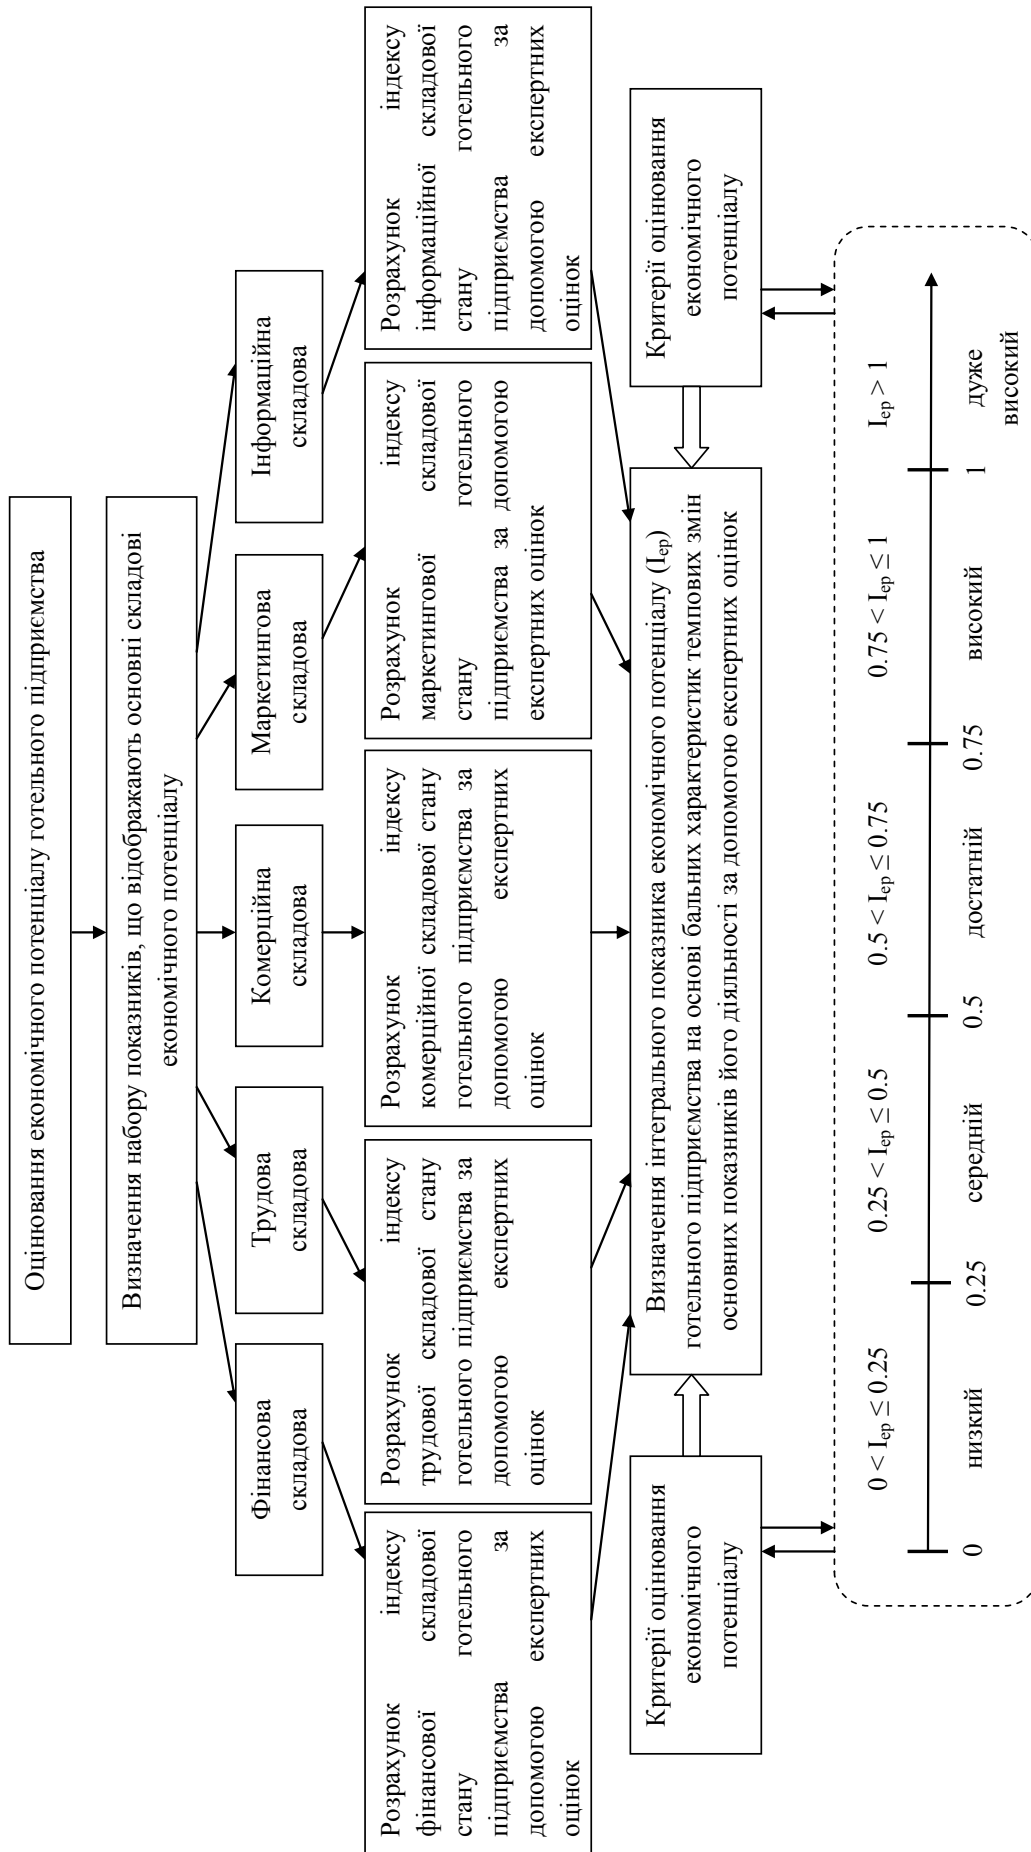 Оцінювання економічного потенціалу готельного підприємства
Визначення набору показників, що відображають основні складові
економічного потенціалу
Фінансова
складова
Трудова
складова
Комерційна
складова
Маркетингова
складова
Інформаційна
складова
Розрахунок індексу
фінансової складової
стану готельного
підприємства за
допомогою експертних
оцінок
Розрахунок індексу
трудової складової стану
готельного підприємства за
допомогою експертних
оцінок
Розрахунок індексу
комерційної складової стану
готельного підприємства за
допомогою експертних
оцінок
Розрахунок індексу
маркетингової складової
стану готельного
підприємства за допомогою
експертних оцінок
Розрахунок індексу
інформаційної складової
стану готельного
підприємства за
допомогою експертних
оцінок
Критерії оцінювання
економічного
потенціалу
Визначення інтегрального показника економічного потенціалу (I_ep)
готельного підприємства на основі бальних характеристик темпових змін
основних показників його діяльності за допомогою експертних оцінок
Критерії оцінювання
економічного
потенціалу
0 < I_ep ≤ 0.25 0.25 < I_ep ≤ 0.5 0.5 < I_ep ≤ 0.75 0.75 < I_ep ≤ 1 I_ep > 1
0 низкий 0.25 середній 0.5 достатній 0.75 високий 1 дуже
високий